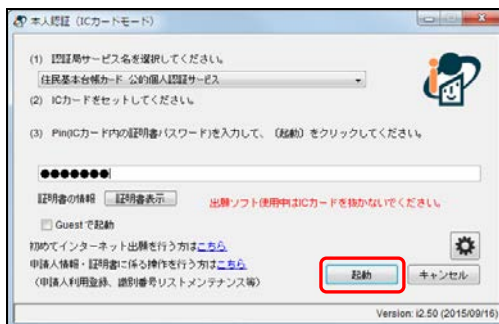 本人認証 (ICカードモード)
(1) 認証局サービス名を選択してください。
住民基本台帳カード 公的個人認証サービス
(2) ICカードをセットしてください。
(3) Pin(ICカード内の証明書パスワード)を入力して、〔起動〕をクリックしてください。
●●●●●●●
証明書の情報 証明書表示 出願ソフト使用中はICカードを抜かないでください。
Guestで起動
初めてインターネット出願を行う方はこちら
申請人情報・証明書に係る操作を行う方はこちら
(申請人利用登録、識別番号リストメンテナンス等)
起動 キャンセル
Version: i2.50 (2015/09/16)